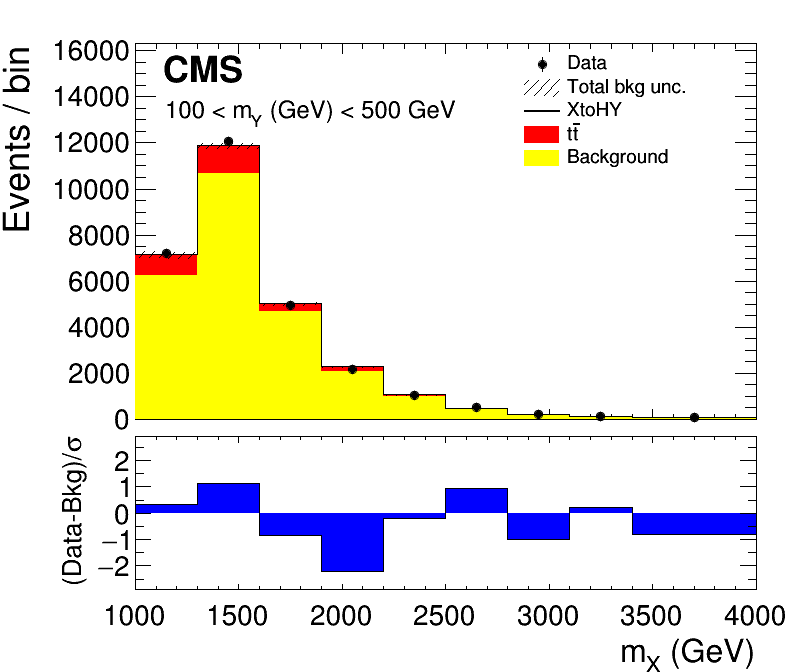 Events / bin
16000
14000
12000
10000
8000
6000
4000
2000
0
CMS
100 < m_Y (GeV) < 500 GeV
Data
Total bkg unc.
XtoHY
tt̅
Background
(Data-Bkg)/σ
2
1
0
−1
−2
1000 1500 2000 2500 3000 3500 4000
m_X (GeV)